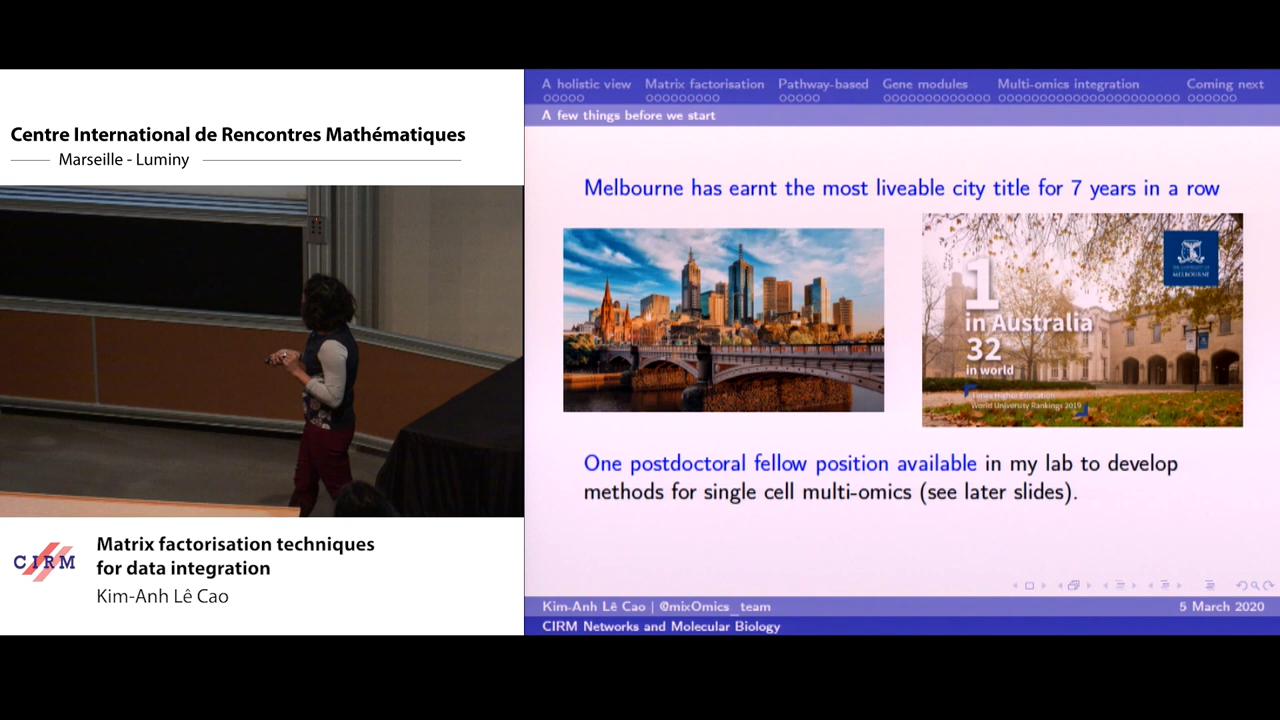 Centre International de Rencontres Mathématiques
Marseille - Luminy
CIRM
Matrix factorisation techniques
for data integration
Kim-Anh Lê Cao
A holistic view Matrix factorisation Pathway-based Gene modules Multi-omics integration Coming next
A few things before we start
Melbourne has earnt the most liveable city title for 7 years in a row
THE UNIVERSITY OF
MELBOURNE
1
in Australia
32
in world
Times Higher Education
World University Rankings 2019
One postdoctoral fellow position available in my lab to develop
methods for single cell multi-omics (see later slides).
Kim-Anh Lê Cao | @mixOmics_team 5 March 2020
CIRM Networks and Molecular Biology